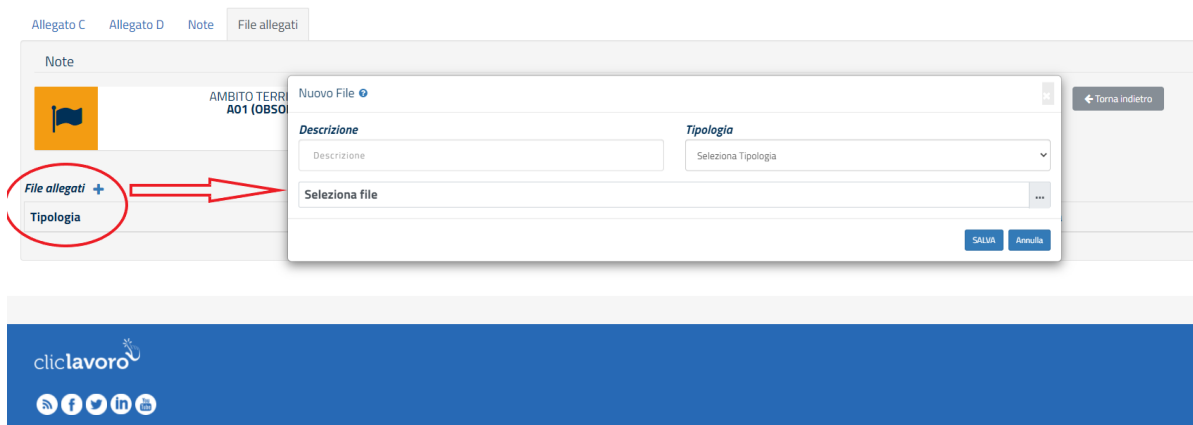 Allegato C Allegato D Note File allegati
Note
AMBITO TERRI
A01 (OBSO
Torna indietro
Nuovo File
Descrizione Tipologia
Descrizione Seleziona Tipologia
Seleziona file ...
SALVA Annulla
File allegati +
Tipologia
cliclavoro